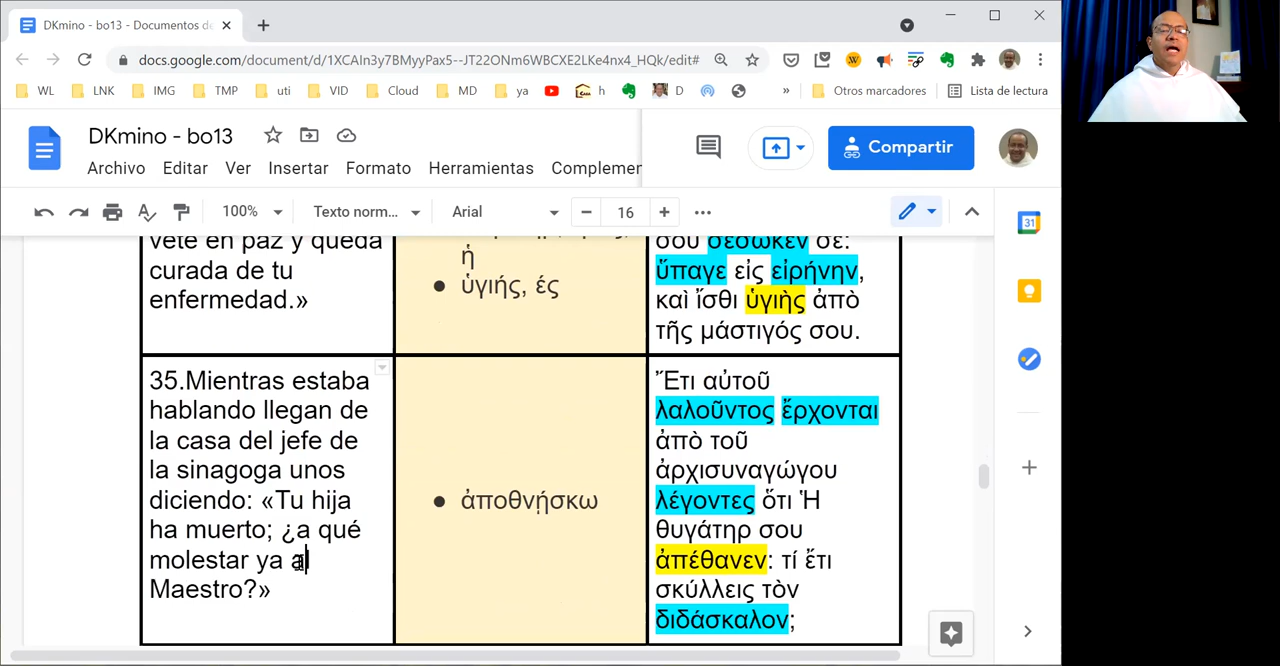 DKmino - bo13 - Documentos de
docs.google.com/document/d/1XCAIn3y7BMyyPax5--JT22ONm6WBCXE2LKe4nx4_HQk/edit#
WL LNK IMG TMP uti VID Cloud MD ya h D » Otros marcadores Lista de lectura
DKmino - bo13
Archivo Editar Ver Insertar Formato Herramientas Complemen
Compartir
100% Texto norm... Arial 16
vete en paz y queda
curada de tu
enfermedad.»
ἡ
ὑγιής, ές
σου σέσωκέν σε:
ὕπαγε εἰς εἰρήνην,
καὶ ἴσθι ὑγιὴς ἀπὸ
τῆς μάστιγός σου.
35.Mientras estaba
hablando llegan de
la casa del jefe de
la sinagoga unos
diciendo: «Tu hija
ha muerto; ¿a qué
molestar ya al
Maestro?»
ἀποθνῄσκω
Ἔτι αὐτοῦ
λαλοῦντος ἔρχονται
ἀπὸ τοῦ
ἀρχισυναγώγου
λέγοντες ὅτι Ἡ
θυγάτηρ σου
ἀπέθανεν: τί ἔτι
σκύλλεις τὸν
διδάσκαλον;
31